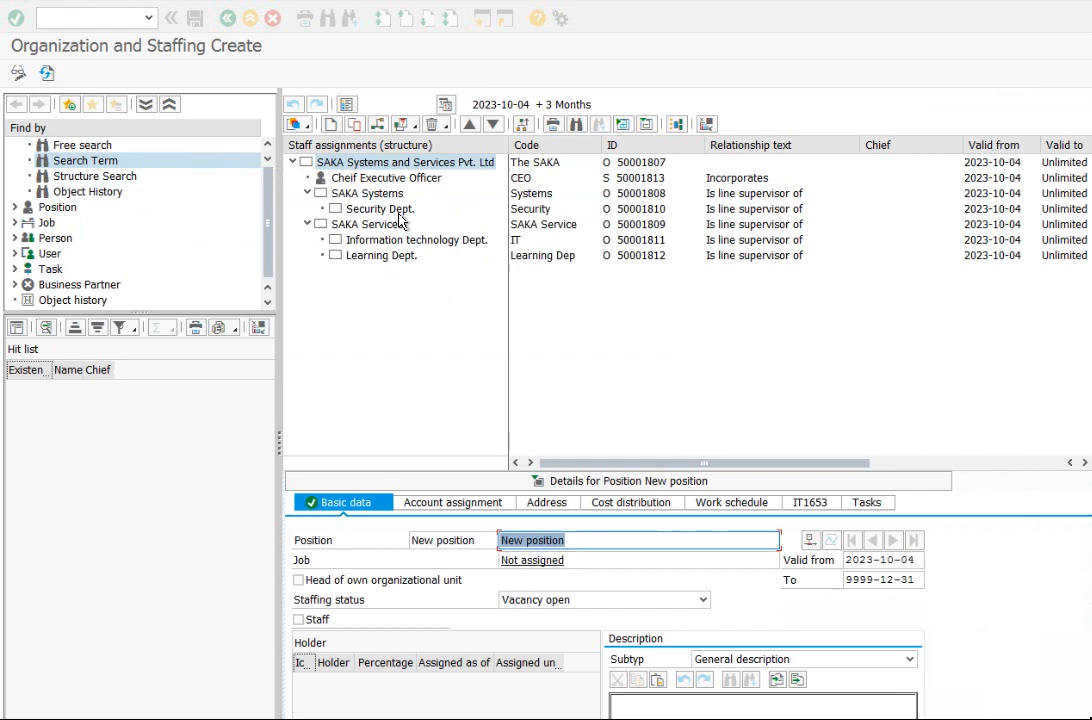 Organization and Staffing Create
2023-10-04 + 3 Months
Find by
Free search
Search Term
Structure Search
Object History
Position
Job
Person
User
Task
Business Partner
Object history
Hit list
Existen... Name Chief
Staff assignments (structure) Code ID Relationship text Chief Valid from Valid to
SAKA Systems and Services Pvt. Ltd The SAKA O 50001807 2023-10-04 Unlimited
Cheif Executive Officer CEO S 50001813 Incorporates 2023-10-04 Unlimited
SAKA Systems Systems O 50001808 Is line supervisor of 2023-10-04 Unlimited
Security Dept. Security O 50001810 Is line supervisor of 2023-10-04 Unlimited
SAKA Service SAKA Service O 50001809 Is line supervisor of 2023-10-04 Unlimited
Information technology Dept. IT O 50001811 Is line supervisor of 2023-10-04 Unlimited
Learning Dept. Learning Dep O 50001812 Is line supervisor of 2023-10-04 Unlimited
Details for Position New position
Basic data Account assignment Address Cost distribution Work schedule IT1653 Tasks
Position New position New position
Job Not assigned Valid from 2023-10-04
Head of own organizational unit To 9999-12-31
Staffing status Vacancy open
Staff
Holder
Ic... Holder Percentage Assigned as of Assigned un...
Description
Subtyp General description